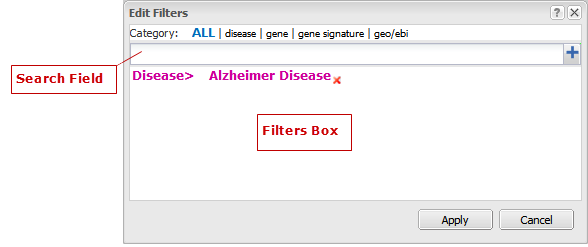 Edit Filters ? ×
Category: ALL | disease | gene | gene signature | geo/ebi
+
Search Field
Disease> Alzheimer Disease
Filters Box
Apply Cancel